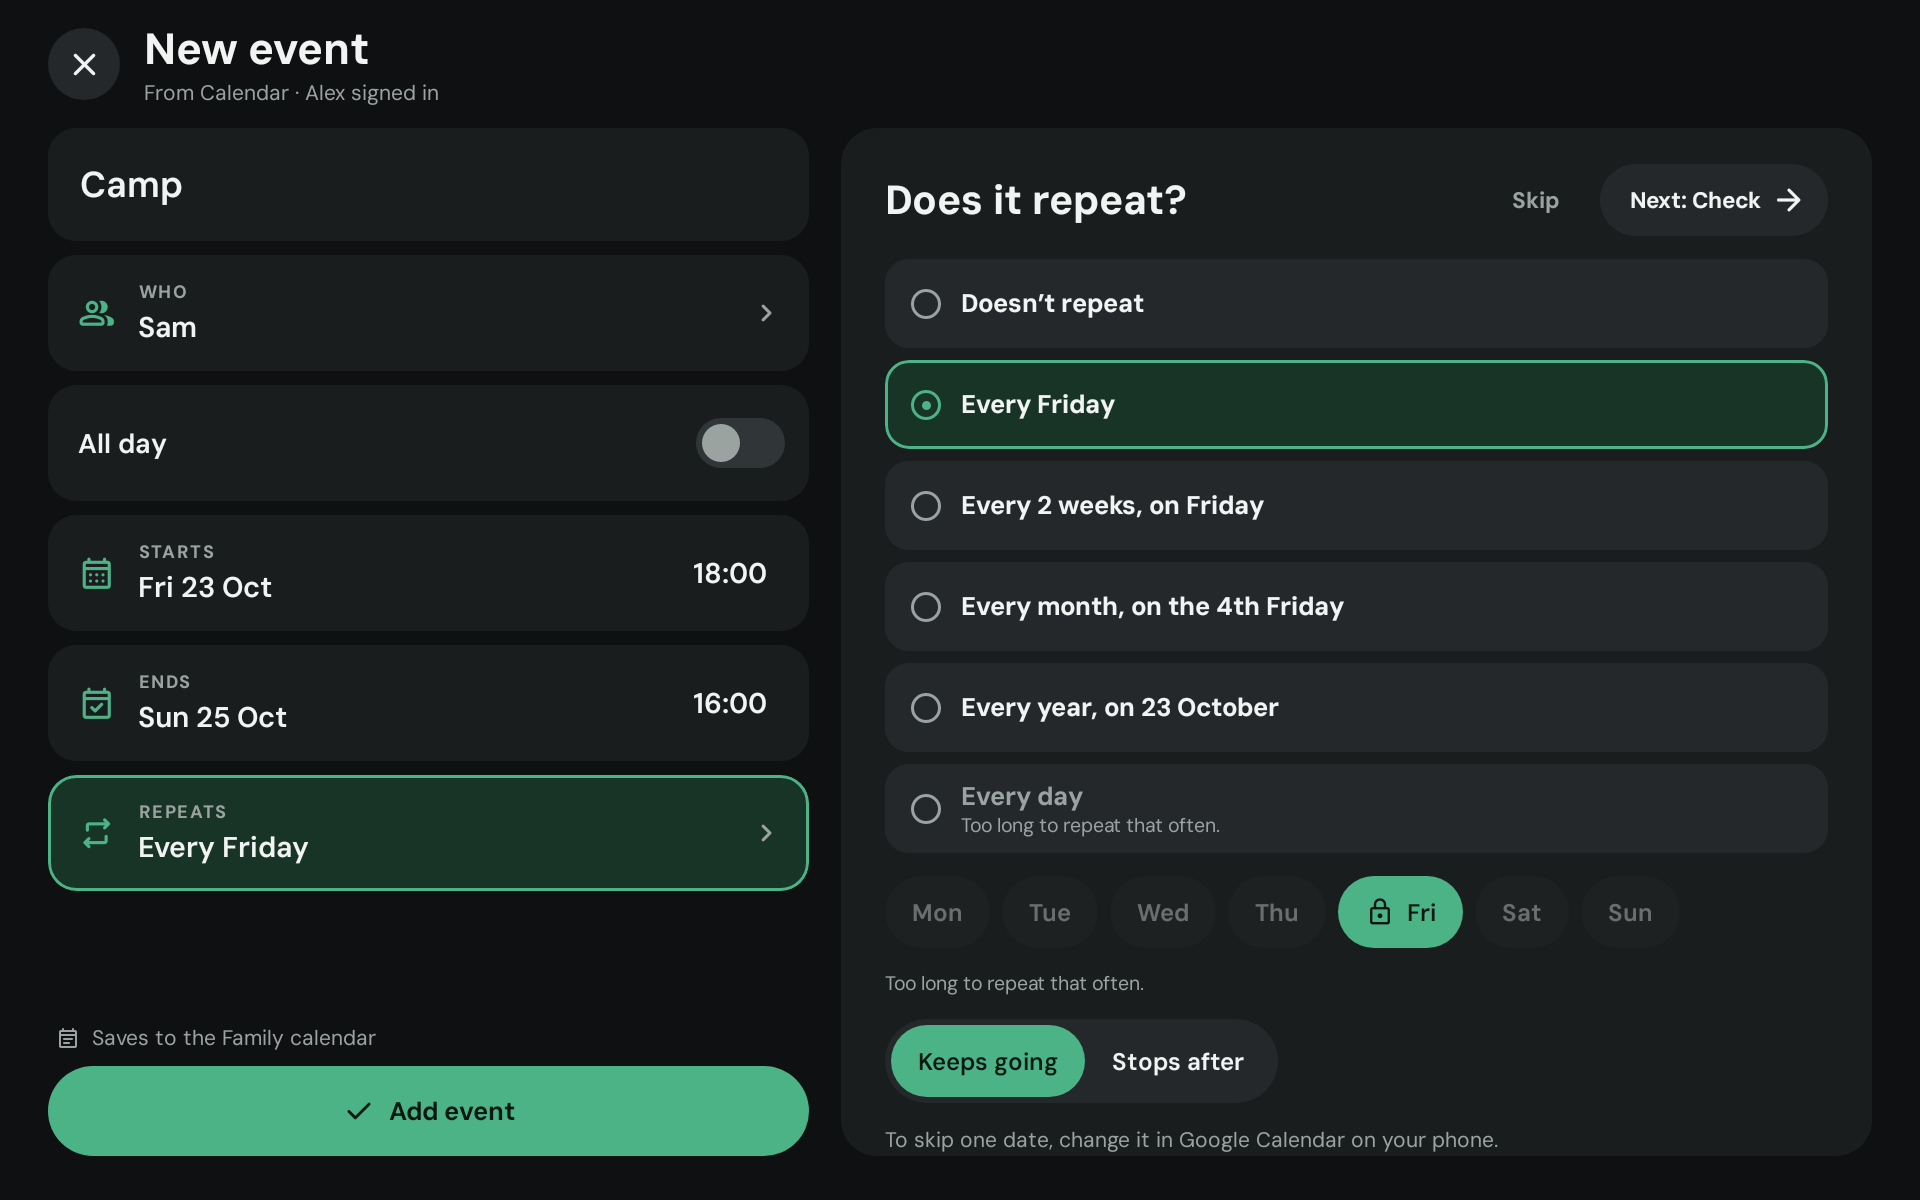 New event
From Calendar · Alex signed in
Camp
WHO
Sam
All day
STARTS
Fri 23 Oct
18:00
ENDS
Sun 25 Oct
16:00
REPEATS
Every Friday
Saves to the Family calendar
Add event
Does it repeat?
Skip
Next: Check
Doesn’t repeat
Every Friday
Every 2 weeks, on Friday
Every month, on the 4th Friday
Every year, on 23 October
Every day
Too long to repeat that often.
Mon Tue Wed Thu Fri Sat Sun
Too long to repeat that often.
Keeps going
Stops after
To skip one date, change it in Google Calendar on your phone.